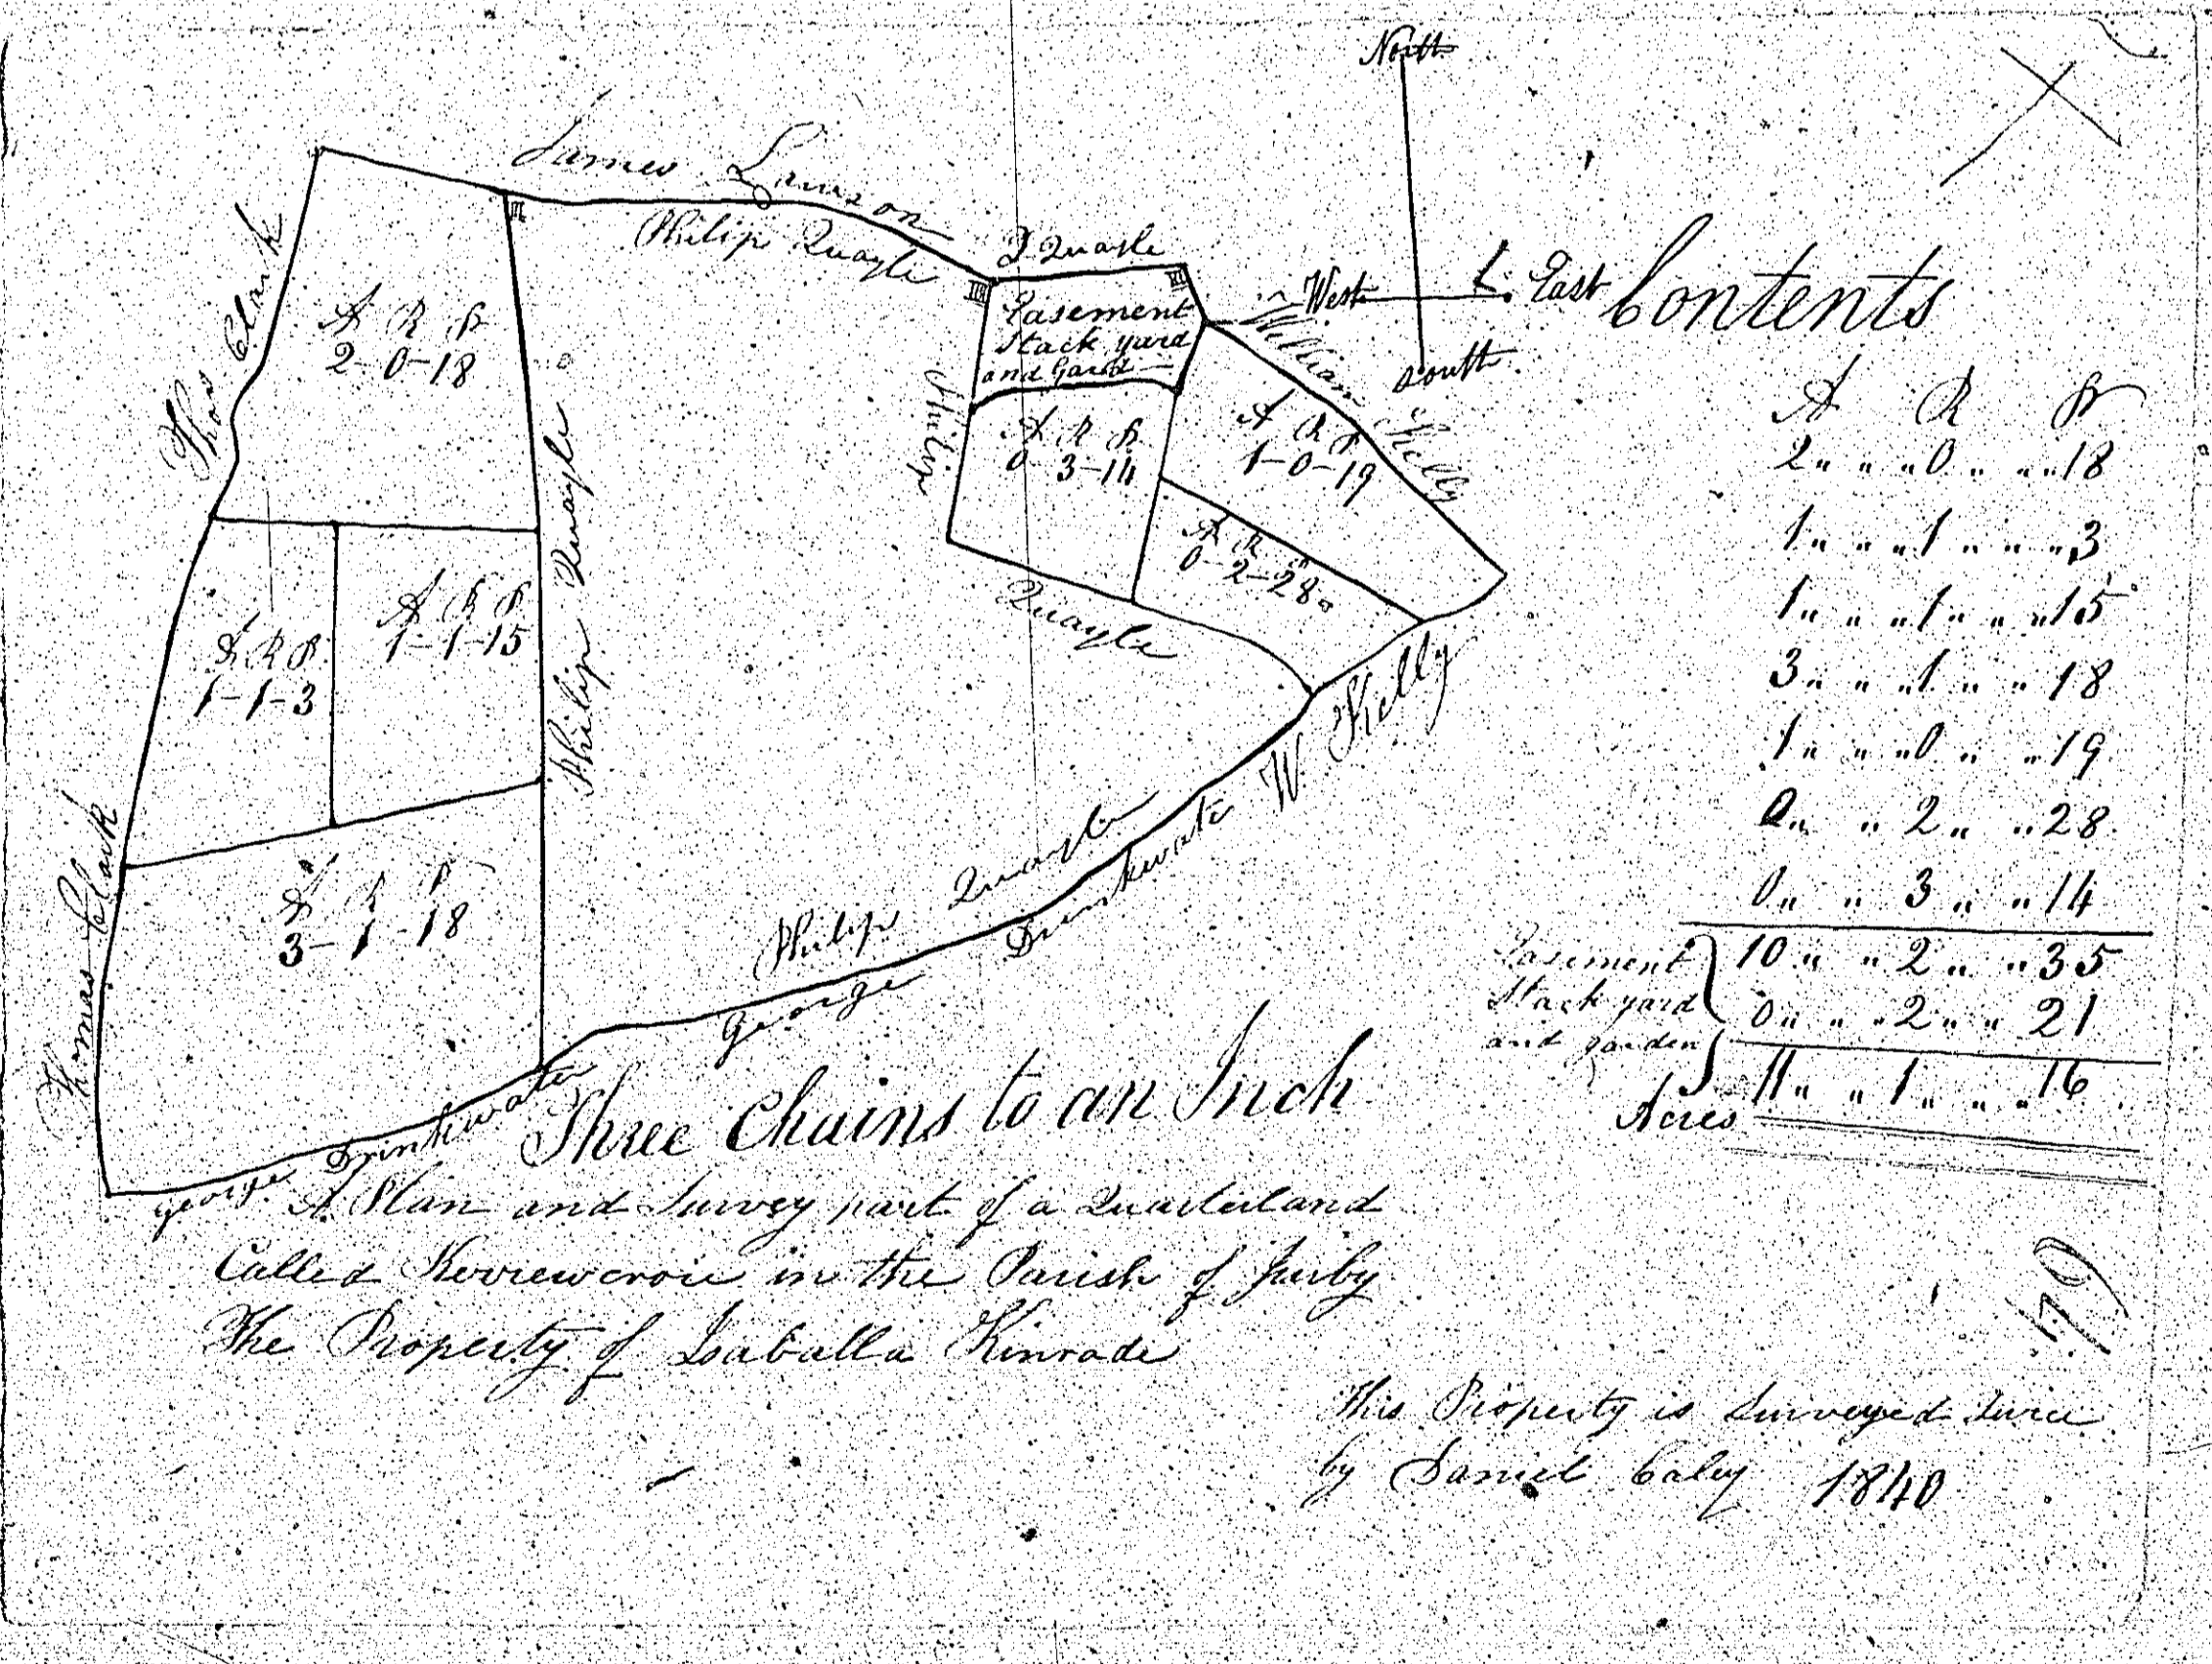 North
James Lawson
Philip Quagle
Thos Clark
A R P
2-0-18
Quagle
Easement
Stack yard
and Gard
West East
William Kelly
south
Philip
A R P
0 3-14
A R P
1-0-19
A R
0-2-28
Quayle
Philip Quayle
A R P
1-1-3
A R P
1-1-15
W. Kelly
Thomas Clark
A R P
3-1-18
Philip Quayle
George Drinkwate
George Drinkwater
Contents
A R P
2 " " 0 " " 18
1 " " 1 " " 3
1 " " 1 " " 15
3 " " 1 " " 18
1 " " 0 " " 19
0 " " 2 " " 28
0 " " 3 " " 14
Easement
Stack yard
and garden
10 " " 2 " " 35
0 " " 2 " " 21
Acres 11 " " 1 " " 16
Three Chains to an Inch
A Plan and Survey part of a Quarterland
Called in the Parish of Jurby
The Property of Isaballa Kinrade
This Property is Surveyed twice
by Daniel Caley 1840